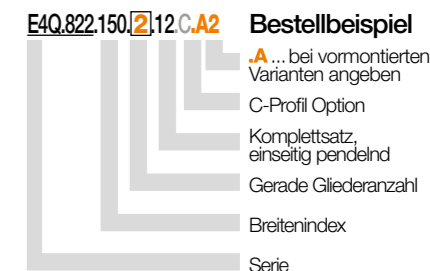 E4Q.822.150.2.12.C.A2 Bestellbeispiel
.A ... bei vormontierten
Varianten angeben
C-Profil Option
Komplettsatz,
einseitig pendelnd
Gerade Gliederanzahl
Breitenindex
Serie